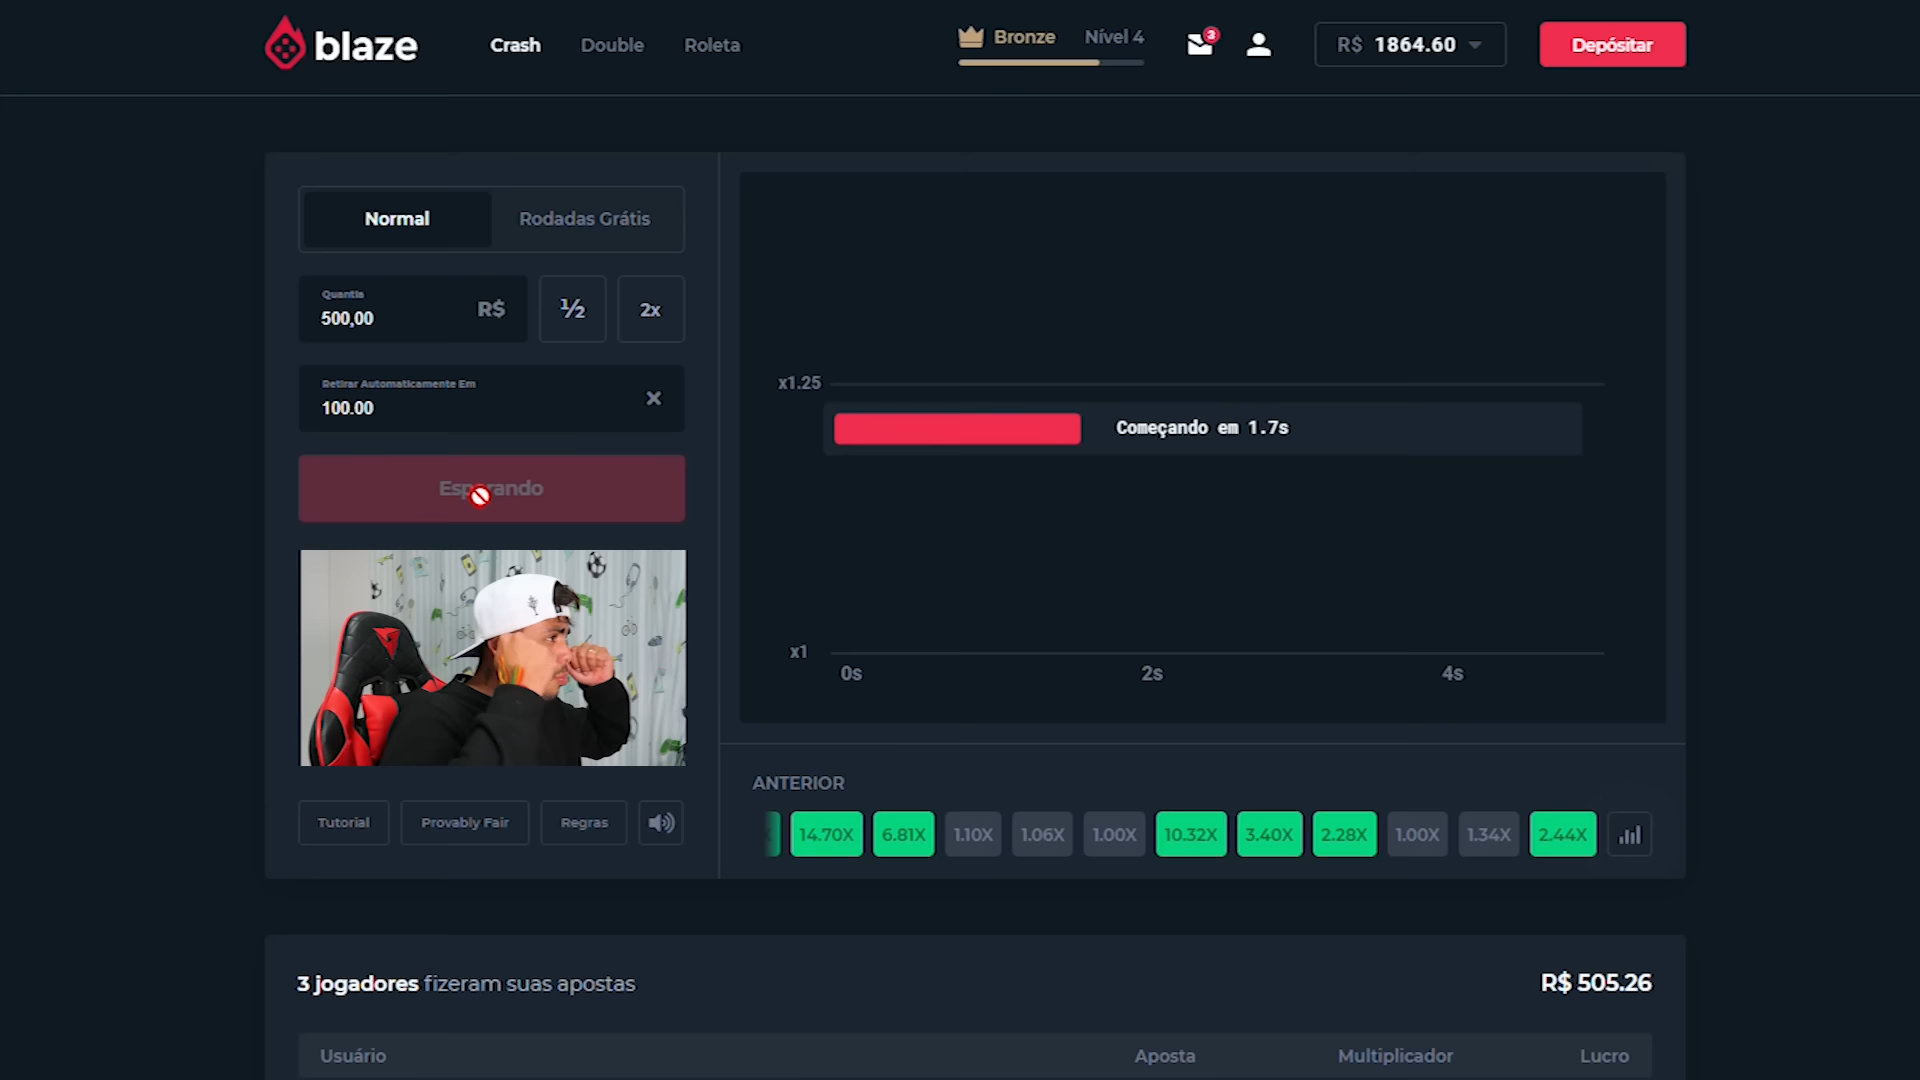 blaze
Crash
Double
Roleta
Bronze
Nível 4
3
R$ 1864.60
Depósitar
Normal
Rodadas Grátis
Quantia
500,00
R$
½
2x
Retirar Automaticamente Em
100.00
Esperando
x1.25
Começando em 1.7s
x1
0s
2s
4s
Tutorial
Provably Fair
Regras
ANTERIOR
14.70X
6.81X
1.10X
1.06X
1.00X
10.32X
3.40X
2.28X
1.00X
1.34X
2.44X
3 jogadores fizeram suas apostas
R$ 505.26
Usuário
Aposta
Multiplicador
Lucro